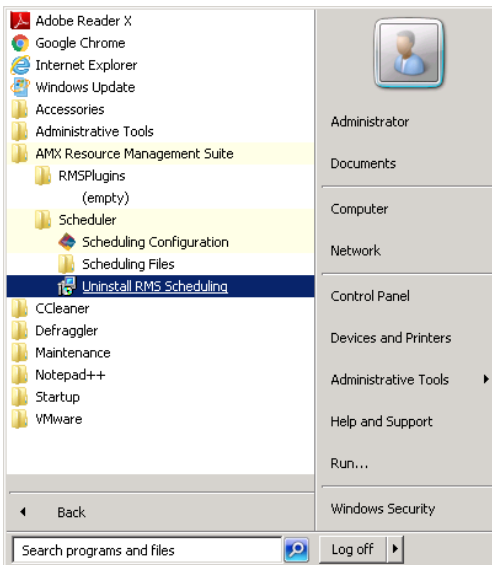 Adobe Reader X
Google Chrome
Internet Explorer
Windows Update
Accessories
Administrative Tools
AMX Resource Management Suite
RMSPlugins
(empty)
Scheduler
Scheduling Configuration
Scheduling Files
Uninstall RMS Scheduling
CCleaner
Defraggler
Maintenance
Notepad++
Startup
VMware
Back
Search programs and files
Administrator
Documents
Computer
Network
Control Panel
Devices and Printers
Administrative Tools
Help and Support
Run...
Windows Security
Log off